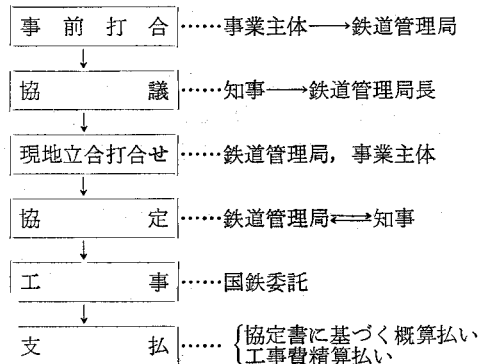 事前打合……事業主体→鉄道管理局
協議……知事→鉄道管理局長
現地立合打合せ……鉄道管理局，事業主体
協定……鉄道管理局⟷知事
工事……国鉄委託
支払……{協定書に基づく概算払い
工事費精算払い